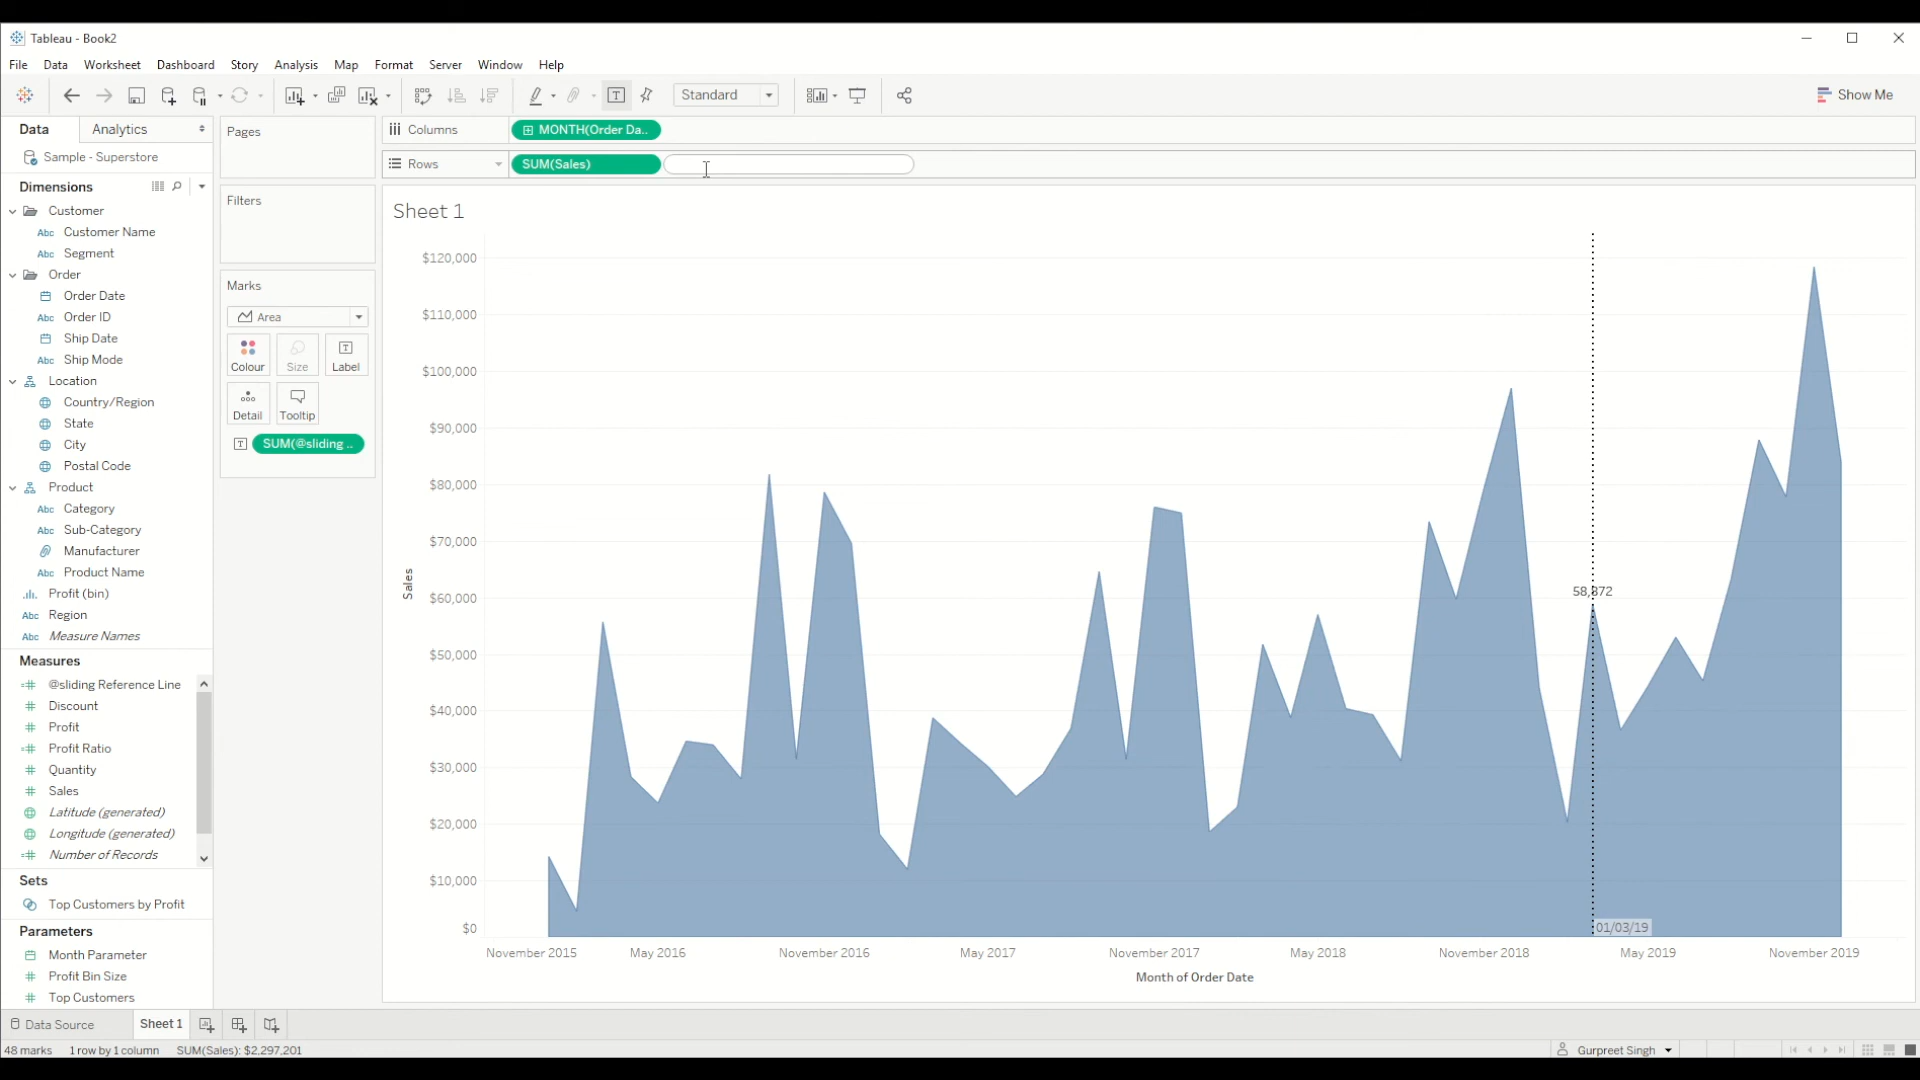 Tableau - Book2
File Data Worksheet Dashboard Story Analysis Map Format Server Window Help
Standard
Show Me
Data Analytics
Sample - Superstore
Dimensions
Customer
Abc Customer Name
Abc Segment
Order
Order Date
Abc Order ID
Ship Date
Abc Ship Mode
Location
Country/Region
State
City
Postal Code
Product
Abc Category
Abc Sub-Category
Manufacturer
Abc Product Name
Profit (bin)
Abc Region
Abc Measure Names
Measures
@sliding Reference Line
Discount
Profit
Profit Ratio
Quantity
Sales
Latitude (generated)
Longitude (generated)
Number of Records
Sets
Top Customers by Profit
Parameters
Month Parameter
Profit Bin Size
Top Customers
Pages
Filters
Marks
Area
Colour Size Label
Detail Tooltip
SUM(@sliding ..
Columns MONTH(Order Da..
Rows SUM(Sales)
Sheet 1
$120,000
$110,000
$100,000
$90,000
$80,000
$70,000
$60,000
$50,000
$40,000
$30,000
$20,000
$10,000
$0
Sales
58,872
01/03/19
November 2015 May 2016 November 2016 May 2017 November 2017 May 2018 November 2018 May 2019 November 2019
Month of Order Date
Data Source Sheet 1
48 marks 1 row by 1 column SUM(Sales): $2,297,201
Gurpreet Singh